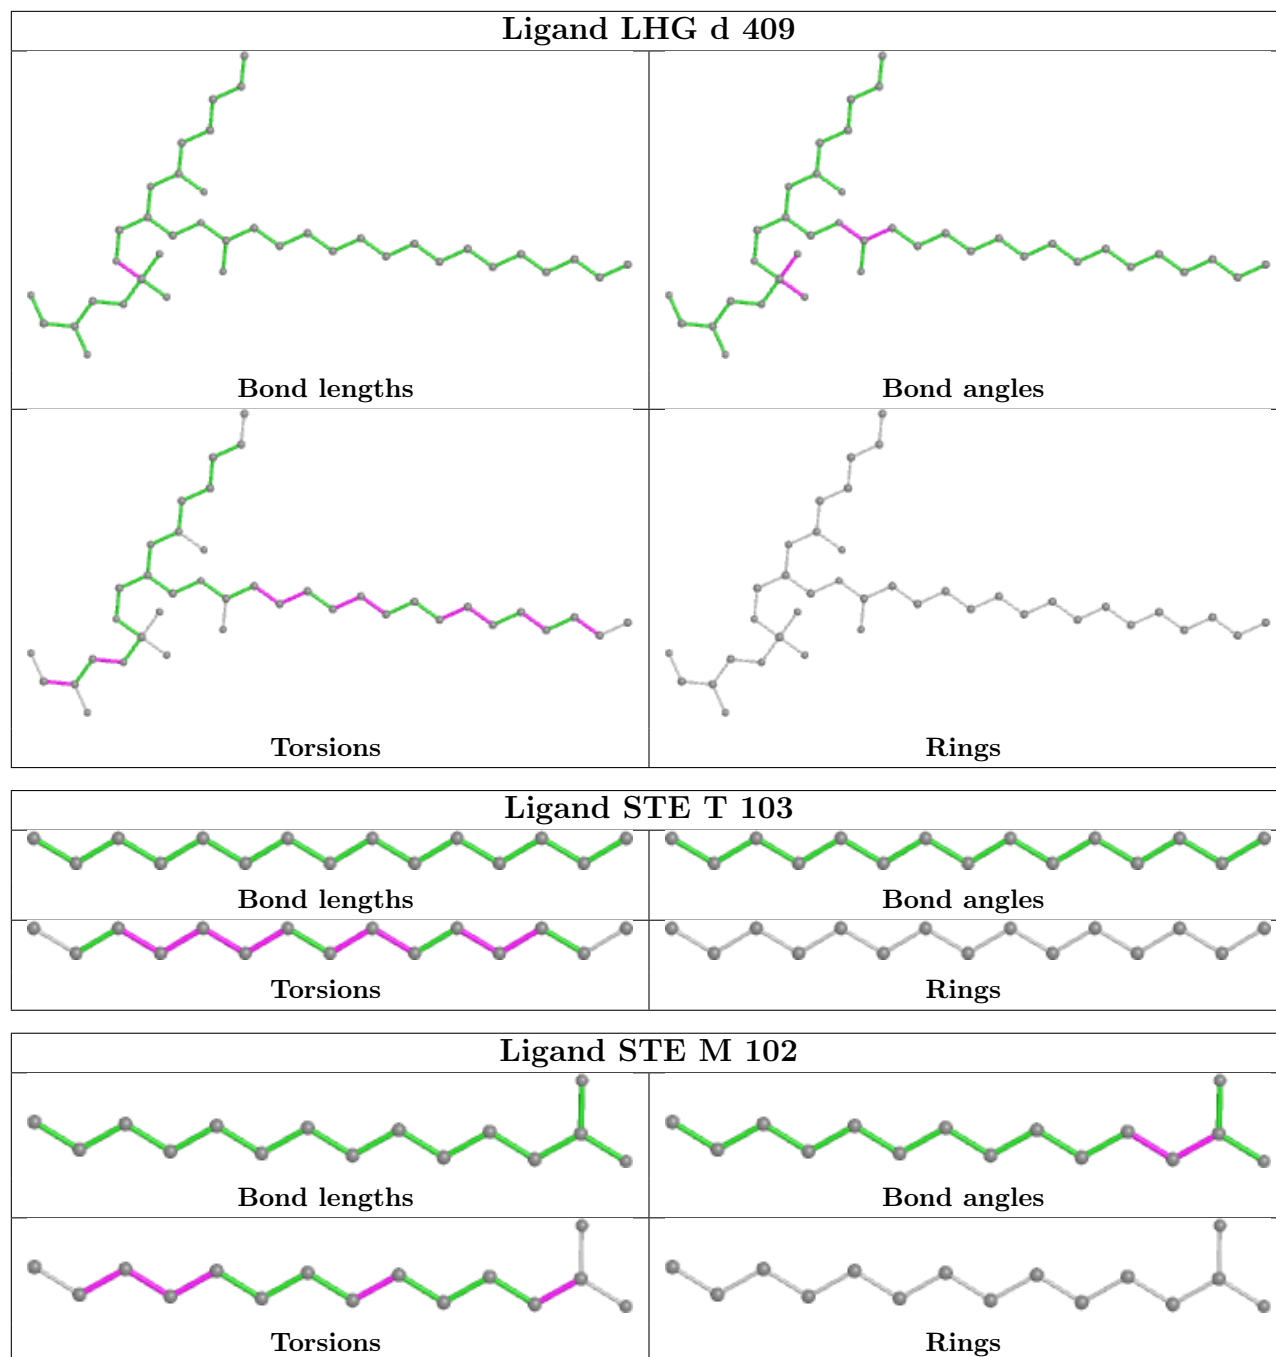 Ligand LHG d 409
Bond lengths
Bond angles
Torsions
Rings
Ligand STE T 103
Bond lengths
Bond angles
Torsions
Rings
Ligand STE M 102
Bond lengths
Bond angles
Torsions
Rings